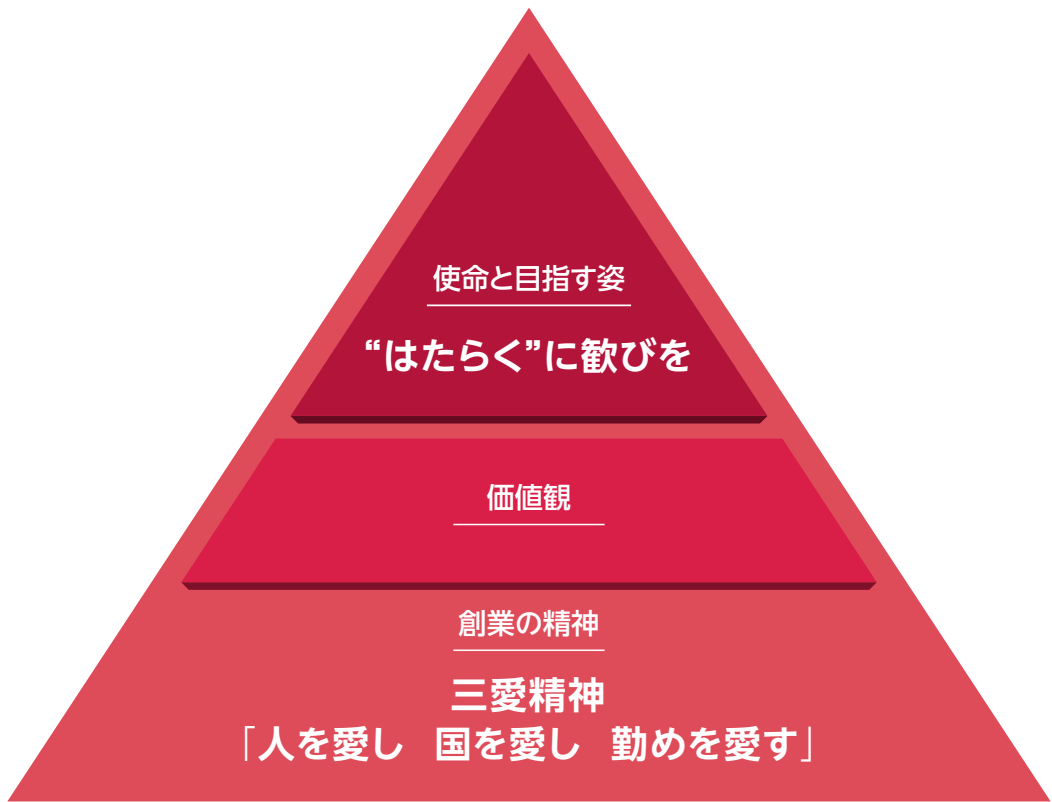 使命と目指す姿
“はたらく”に歓びを
価値観
創業の精神
三愛精神
「人を愛し　国を愛し　勤めを愛す」